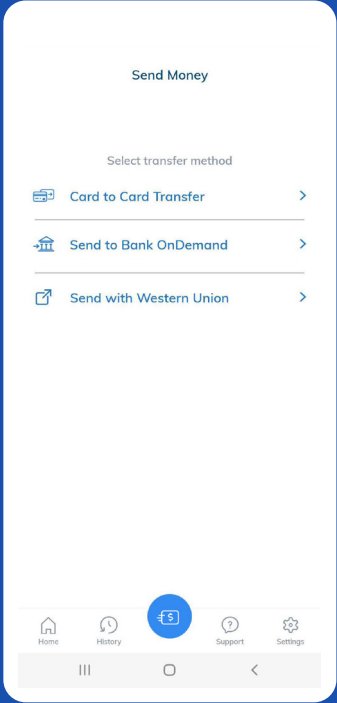 Send Money
Select transfer method
Card to Card Transfer
Send to Bank OnDemand
Send with Western Union
$
Home
History
?
Support
Settings